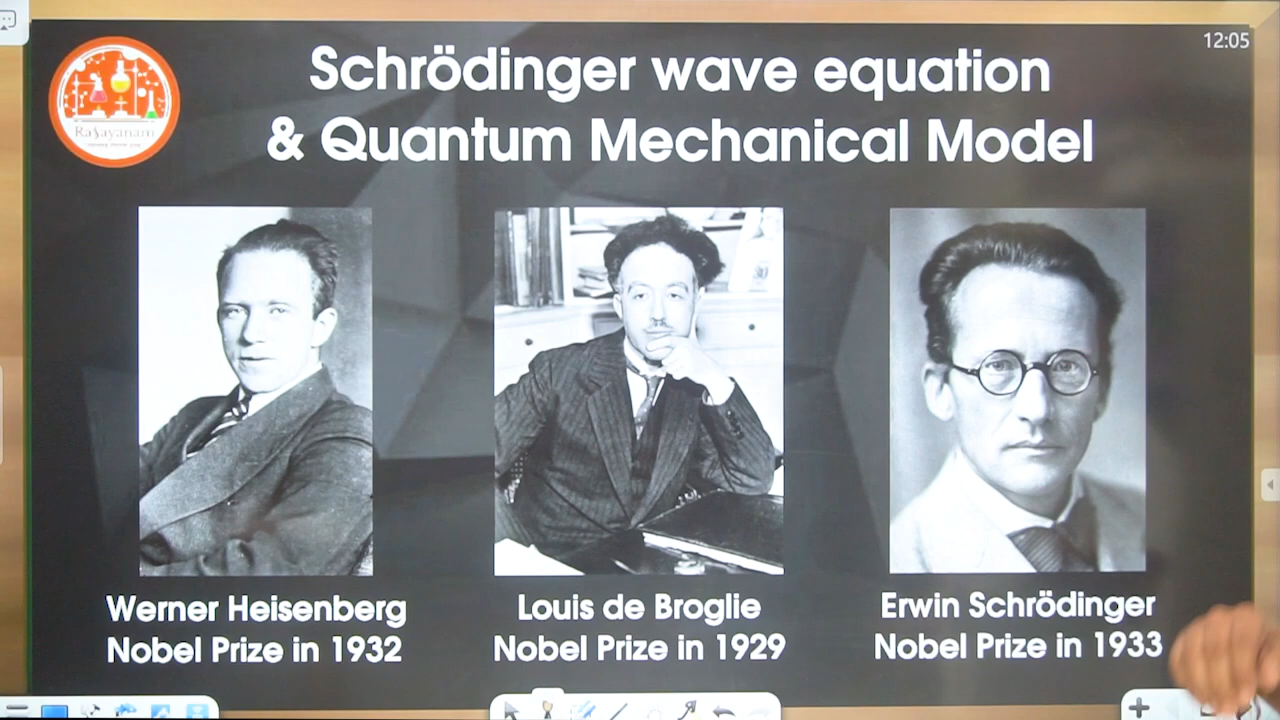 12:05
Schrödinger wave equation
& Quantum Mechanical Model
Rasayanam
Werner Heisenberg
Nobel Prize in 1932
Louis de Broglie
Nobel Prize in 1929
Erwin Schrödinger
Nobel Prize in 1933